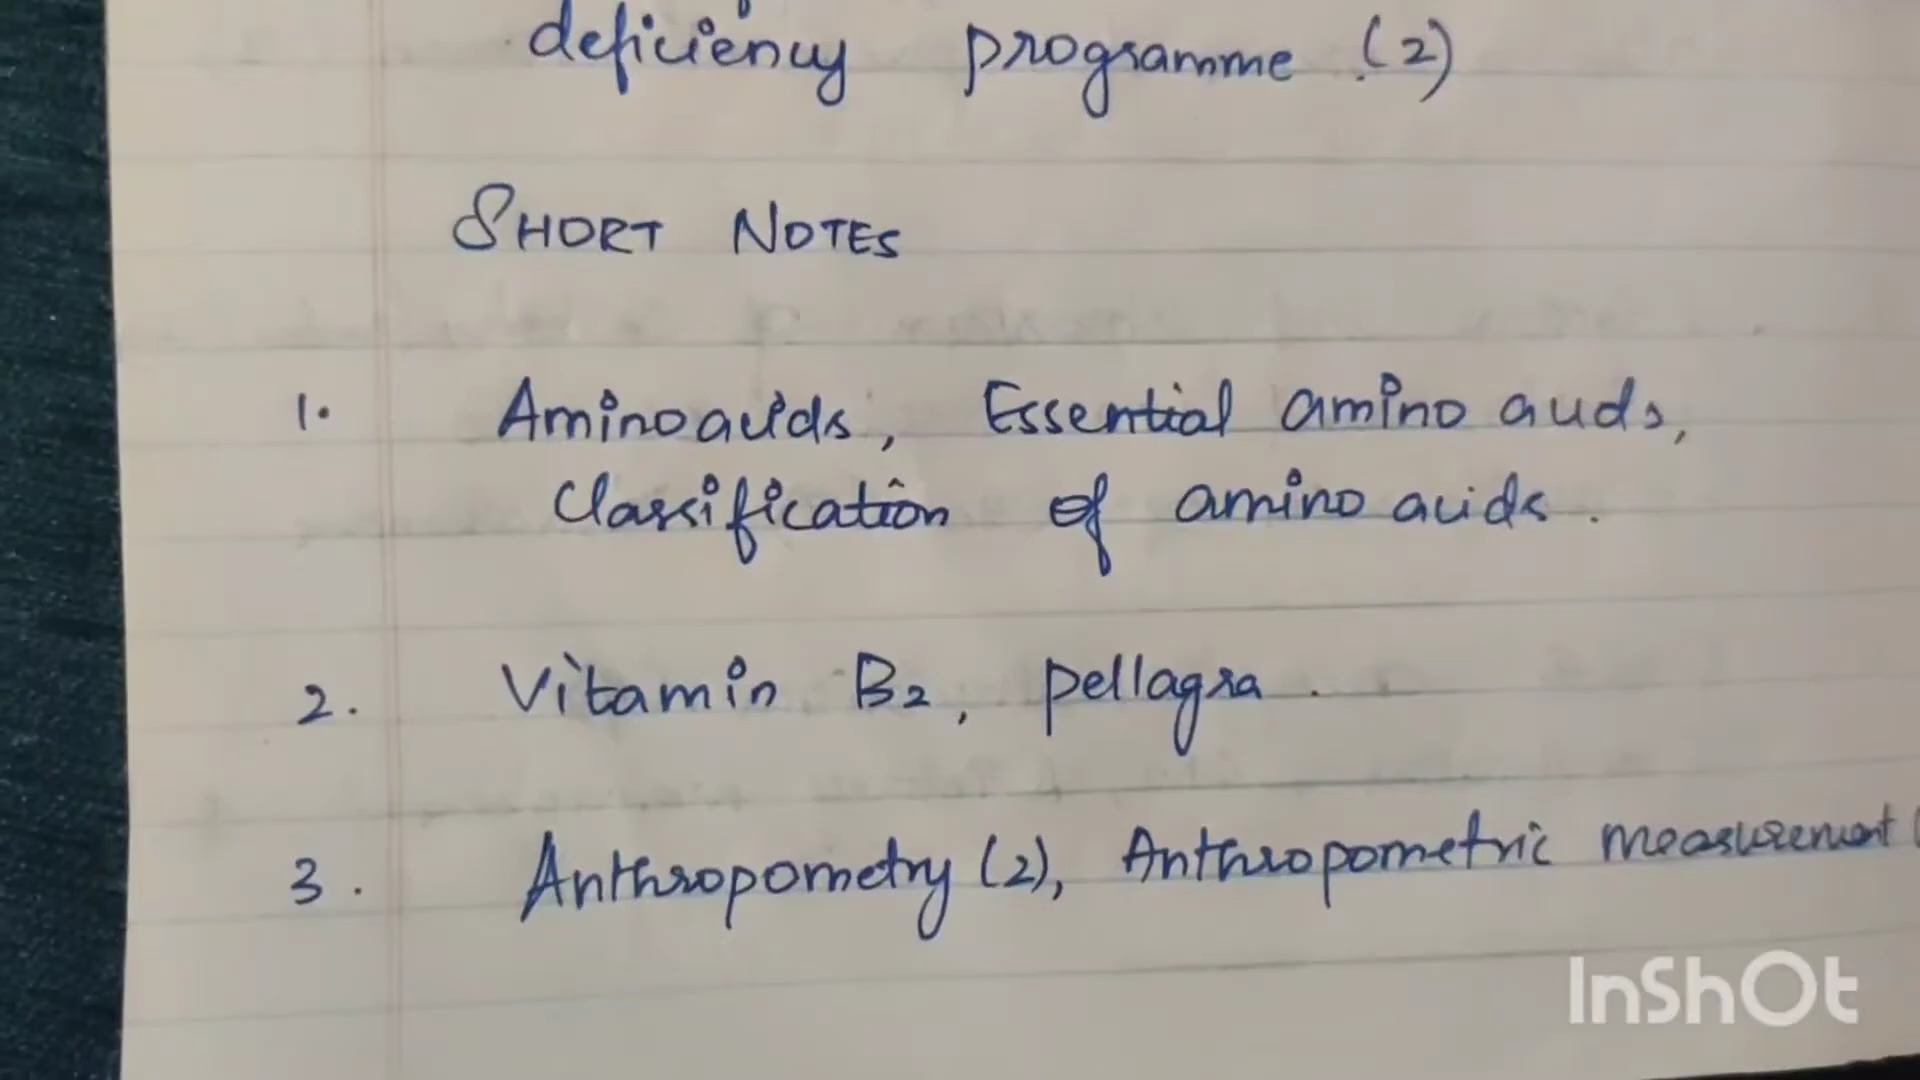 deficiency programme (2)
SHORT NOTES
1. Aminoacids, Essential amino acids,
Classification of amino acids.
2. Vitamin B2, pellagra.
3. Anthropometry (2), Anthropometric measurement (
InShOt